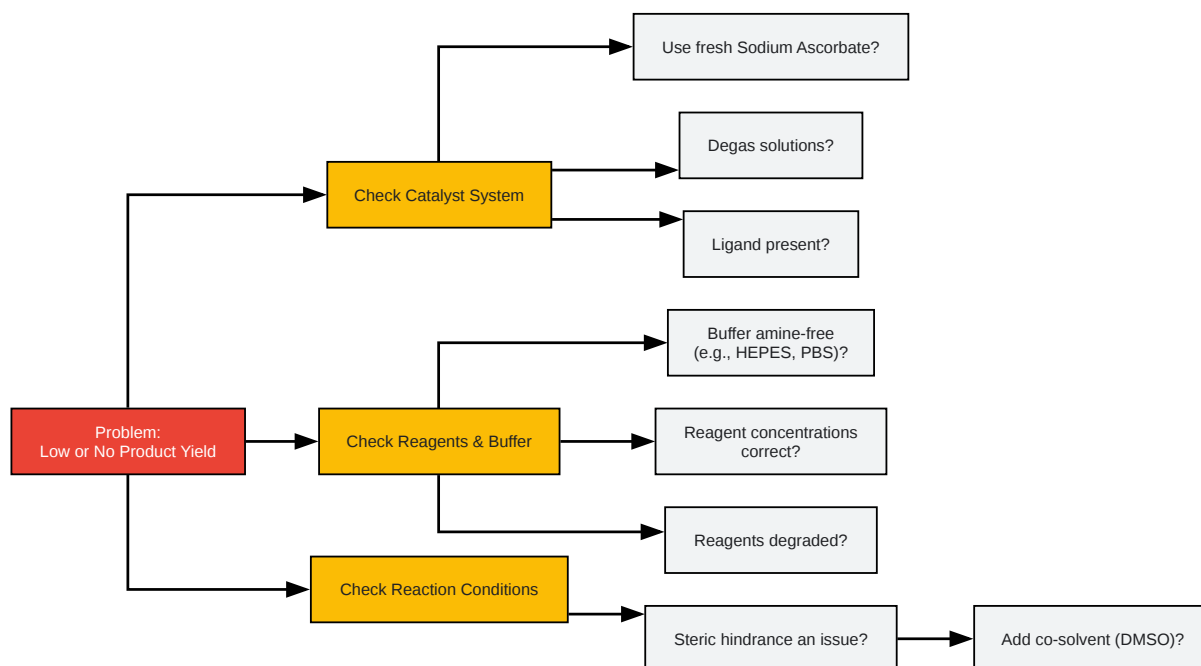 Use fresh Sodium Ascorbate?
Degas solutions?
Check Catalyst System
Ligand present?
Buffer amine-free
(e.g., HEPES, PBS)?
Problem:
Low or No Product Yield
Check Reagents & Buffer
Reagent concentrations
correct?
Reagents degraded?
Check Reaction Conditions
Steric hindrance an issue?
Add co-solvent (DMSO)?